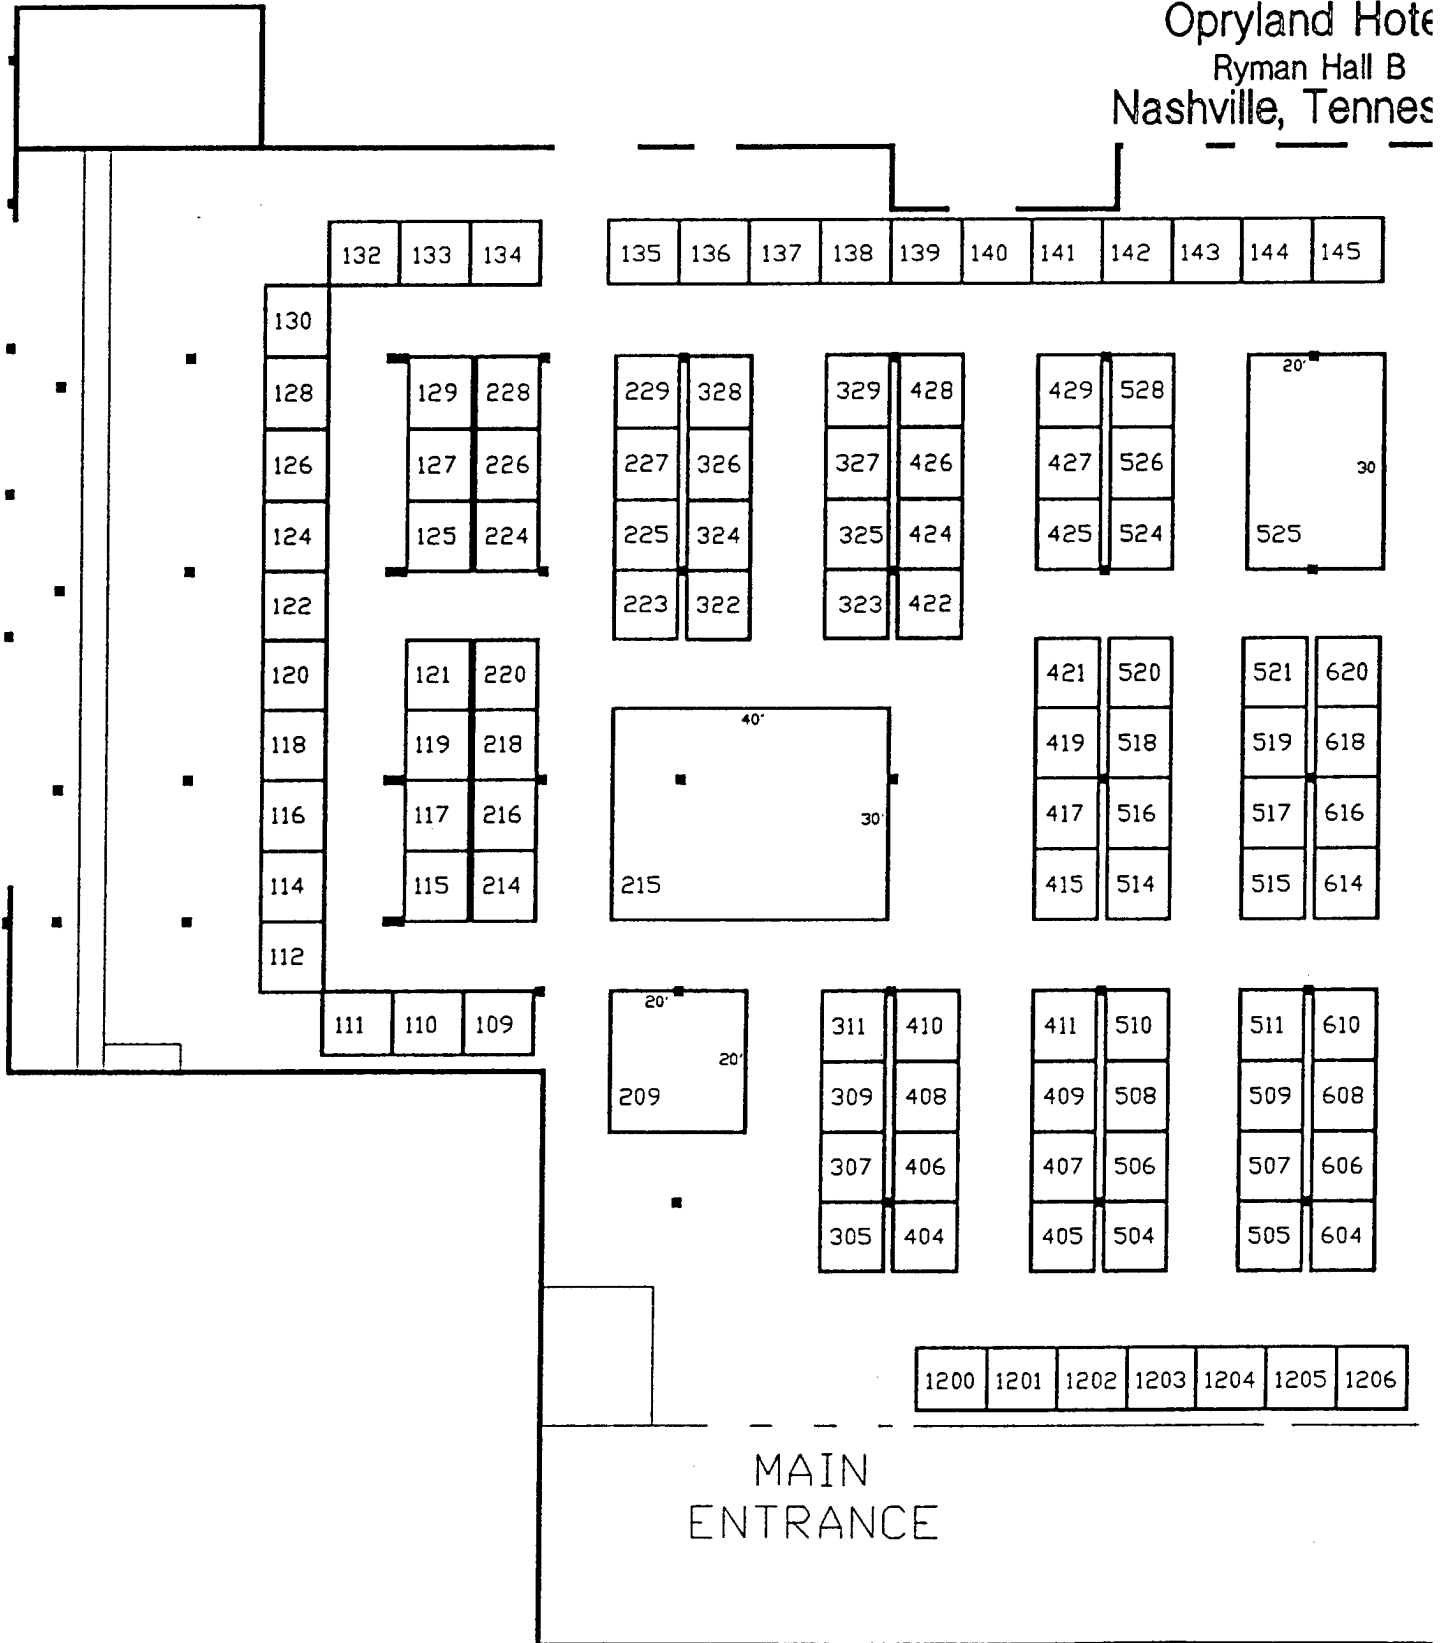 Opryland Hote
Ryman Hall B
Nashville, Tennes
132 133 134 135 136 137 138 139 140 141 142 143 144 145
130
128 129 228 229 328 329 428 429 528 20'
126 127 226 227 326 327 426 427 526 30
124 125 224 225 324 325 424 425 524 525
122 223 322 323 422
120 121 220 421 520 521 620
40'
118 119 218 419 518 519 618
116 117 216 30' 417 516 517 616
114 115 214 215 415 514 515 614
112
20'
111 110 109 311 410 411 510 511 610
20'
209 309 408 409 508 509 608
307 406 407 506 507 606
305 404 405 504 505 604
1200 1201 1202 1203 1204 1205 1206
MAIN
ENTRANCE